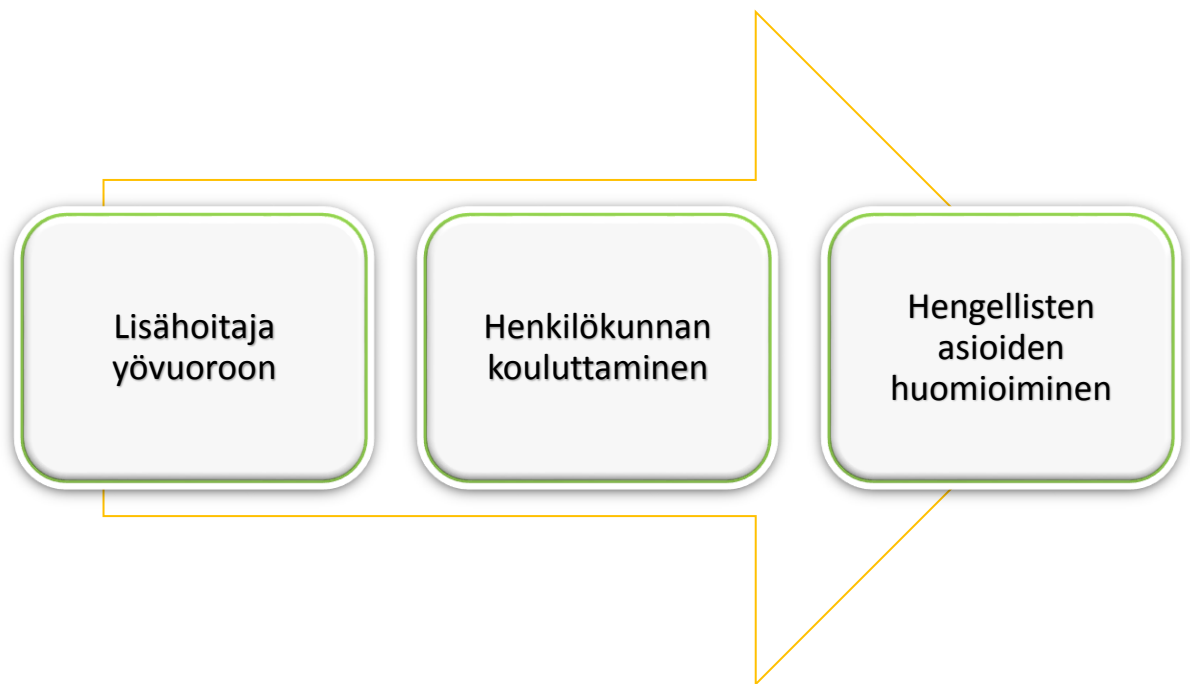 Lisähoitaja
yövuoroon
Henkilökunnan
kouluttaminen
Hengellisten
asioiden
huomioiminen